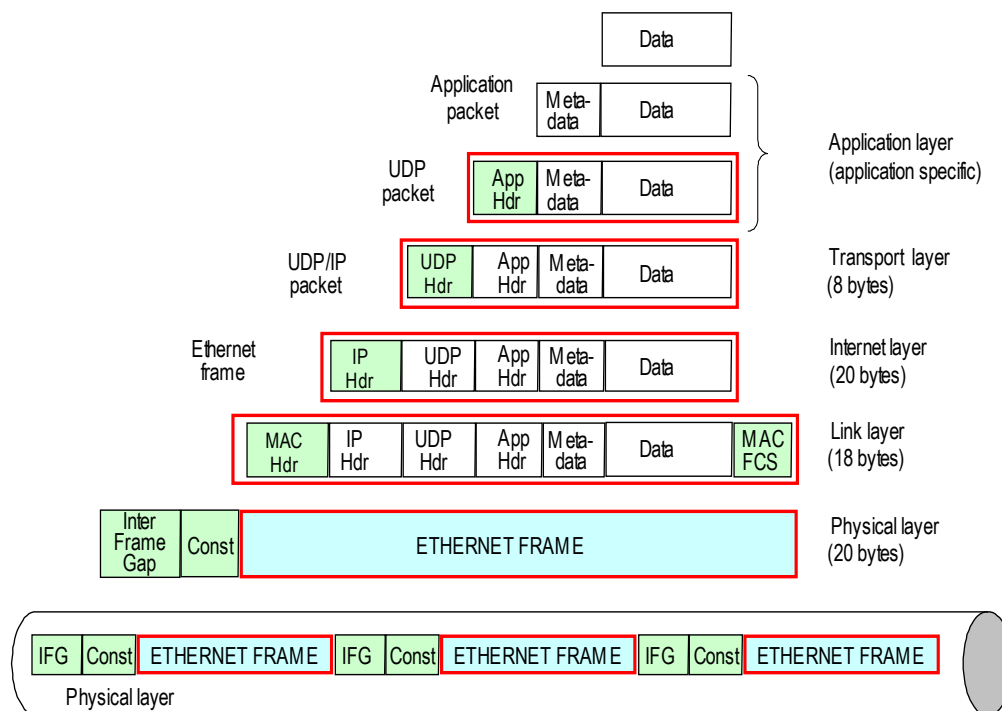 Data
Application
packet
Meta-
data
Data
Application layer
(application specific)
UDP
packet
App
Hdr
Meta-
data
Data
UDP/IP
packet
UDP
Hdr
App
Hdr
Meta-
data
Data
Transport layer
(8 bytes)
Ethernet
frame
IP
Hdr
UDP
Hdr
App
Hdr
Meta-
data
Data
Internet layer
(20 bytes)
MAC
Hdr
IP
Hdr
UDP
Hdr
App
Hdr
Meta-
data
Data
MAC
FCS
Link layer
(18 bytes)
Inter
Frame
Gap
Const
ETHERNET FRAME
Physical layer
(20 bytes)
IFG Const ETHERNET FRAME IFG Const ETHERNET FRAME IFG Const ETHERNET FRAME
Physical layer